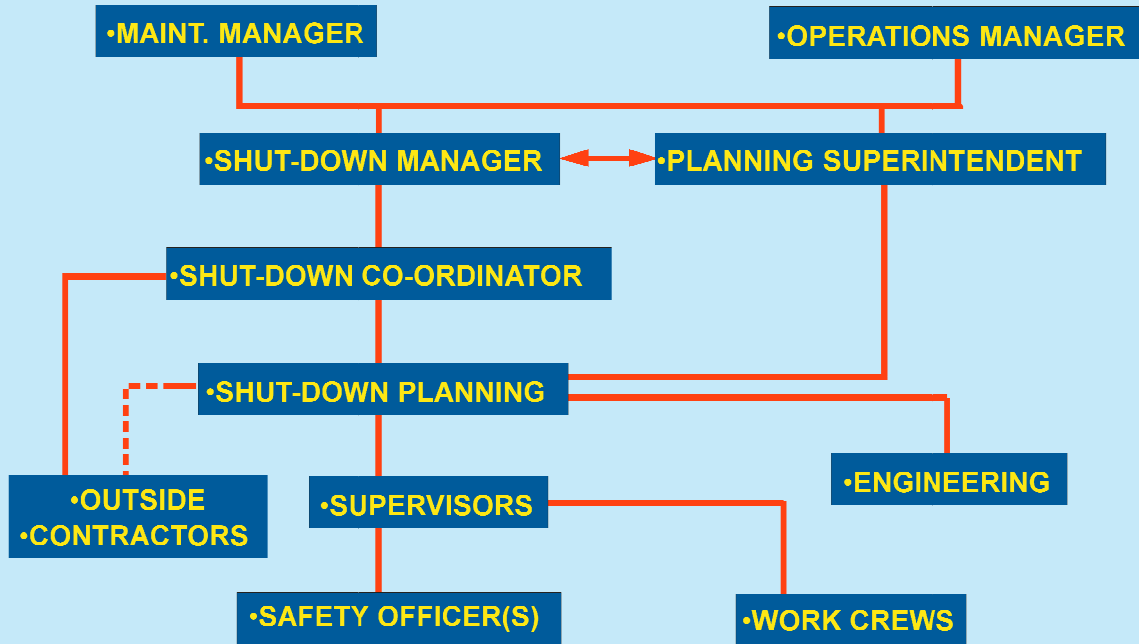 •MAINT. MANAGER
•OPERATIONS MANAGER
•SHUT-DOWN MANAGER
•PLANNING SUPERINTENDENT
•SHUT-DOWN CO-ORDINATOR
•SHUT-DOWN PLANNING
•OUTSIDE
•CONTRACTORS
•SUPERVISORS
•ENGINEERING
•SAFETY OFFICER(S)
•WORK CREWS